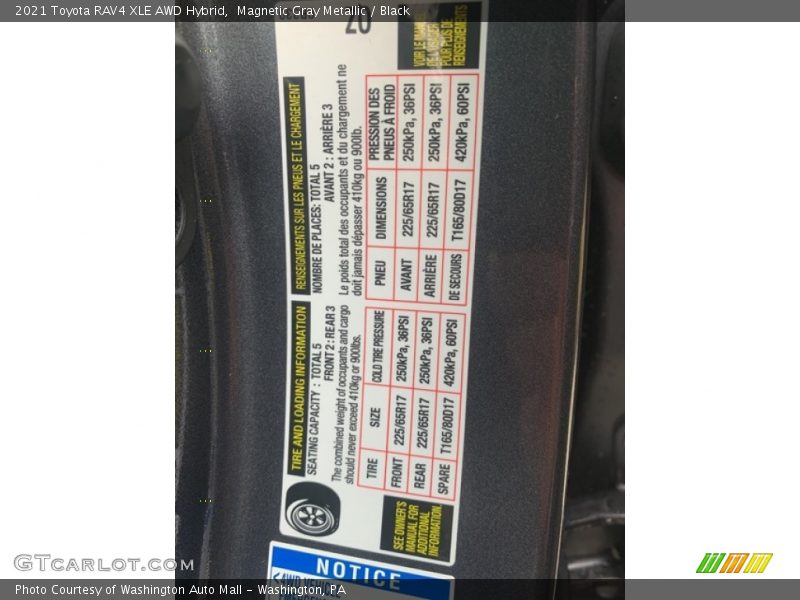 2021 Toyota RAV4 XLE AWD Hybrid, Magnetic Gray Metallic / Black
TIRE AND LOADING INFORMATION
SEATING CAPACITY : TOTAL 5
FRONT 2 : REAR 3
The combined weight of occupants and cargo
should never exceed 410kg or 900lbs.
TIRE SIZE COLD TIRE PRESSURE
FRONT 225/65R17 250kPa, 36PSI
REAR 225/65R17 250kPa, 36PSI
SPARE T165/80D17 420kPa, 60PSI
SEE OWNER'S
MANUAL FOR
ADDITIONAL
INFORMATION.
RENSEIGNEMENTS SUR LES PNEUS ET LE CHARGEMENT
NOMBRE DE PLACES: TOTAL 5
AVANT 2 : ARRIÈRE 3
Le poids total des occupants et du chargement ne
doit jamais dépasser 410kg ou 900lb.
PNEU DIMENSIONS PRESSION DES
PNEUS À FROID
AVANT 225/65R17 250kPa, 36PSI
ARRIÈRE 225/65R17 250kPa, 36PSI
DE SECOURS T165/80D17 420kPa, 60PSI
VOIR LE
POUR PLUS DE
RENSEIGNEMENTS
NOTICE
GTcarlot.com
Photo Courtesy of Washington Auto Mall - Washington, PA